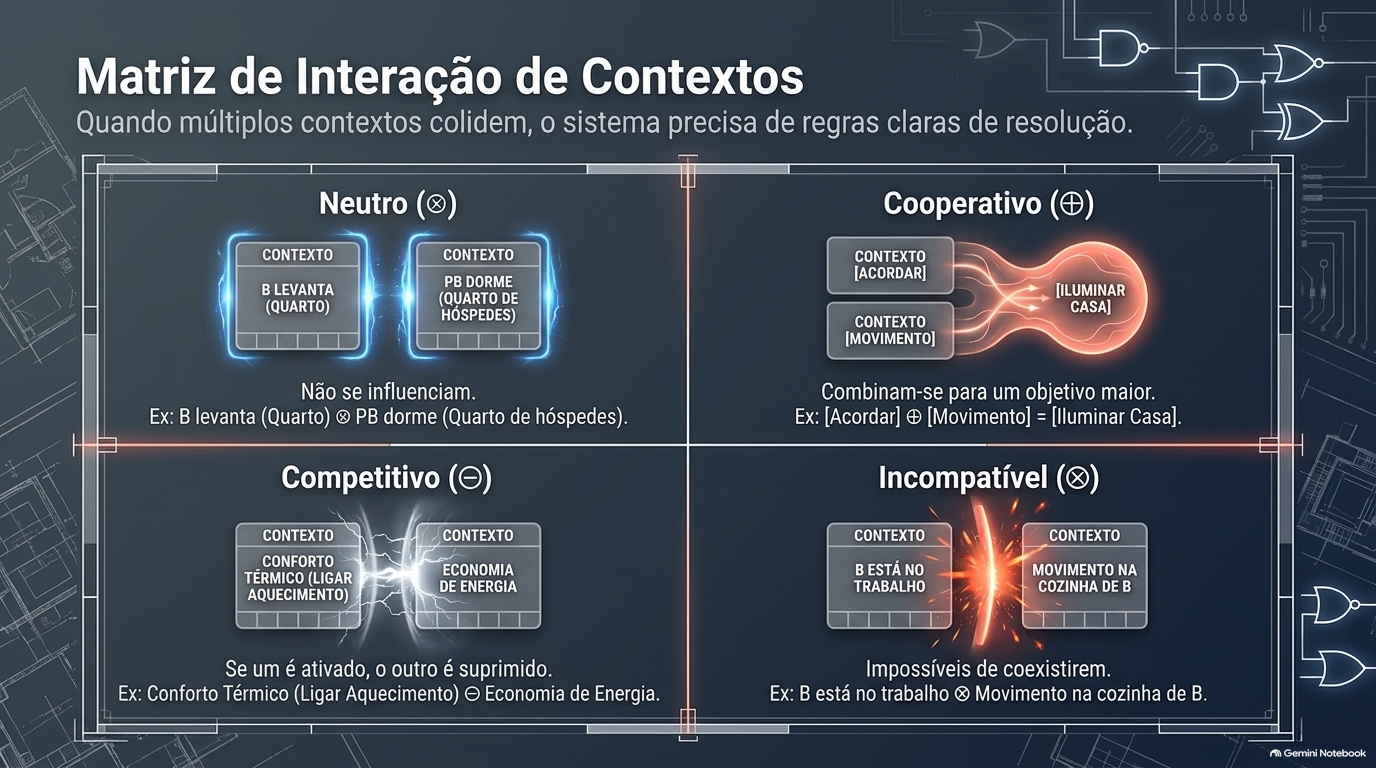 Matriz de Interação de Contextos
Quando múltiplos contextos colidem, o sistema precisa de regras claras de resolução.
Neutro (⊗)
CONTEXTO
B LEVANTA
(QUARTO)
CONTEXTO
PB DORME
(QUARTO DE
HÓSPEDES)
Não se influenciam.
Ex: B levanta (Quarto) ⊗ PB dorme (Quarto de hóspedes).
Cooperativo (⊕)
CONTEXTO
[ACORDAR]
CONTEXTO
[MOVIMENTO]
[ILUMINAR
CASA]
Combinam-se para um objetivo maior.
Ex: [Acordar] ⊕ [Movimento] = [Iluminar Casa].
Competitivo (⊖)
CONTEXTO
CONFORTO
TÉRMICO (LIGAR
AQUECIMENTO)
CONTEXTO
ECONOMIA
DE ENERGIA
Se um é ativado, o outro é suprimido.
Ex: Conforto Térmico (Ligar Aquecimento) ⊖ Economia de Energia.
Incompatível (⊗)
CONTEXTO
B ESTÁ NO
TRABALHO
CONTEXTO
MOVIMENTO NA
COZINHA DE B
Impossíveis de coexistirem.
Ex: B está no trabalho ⊗ Movimento na cozinha de B.
Gemini Notebook